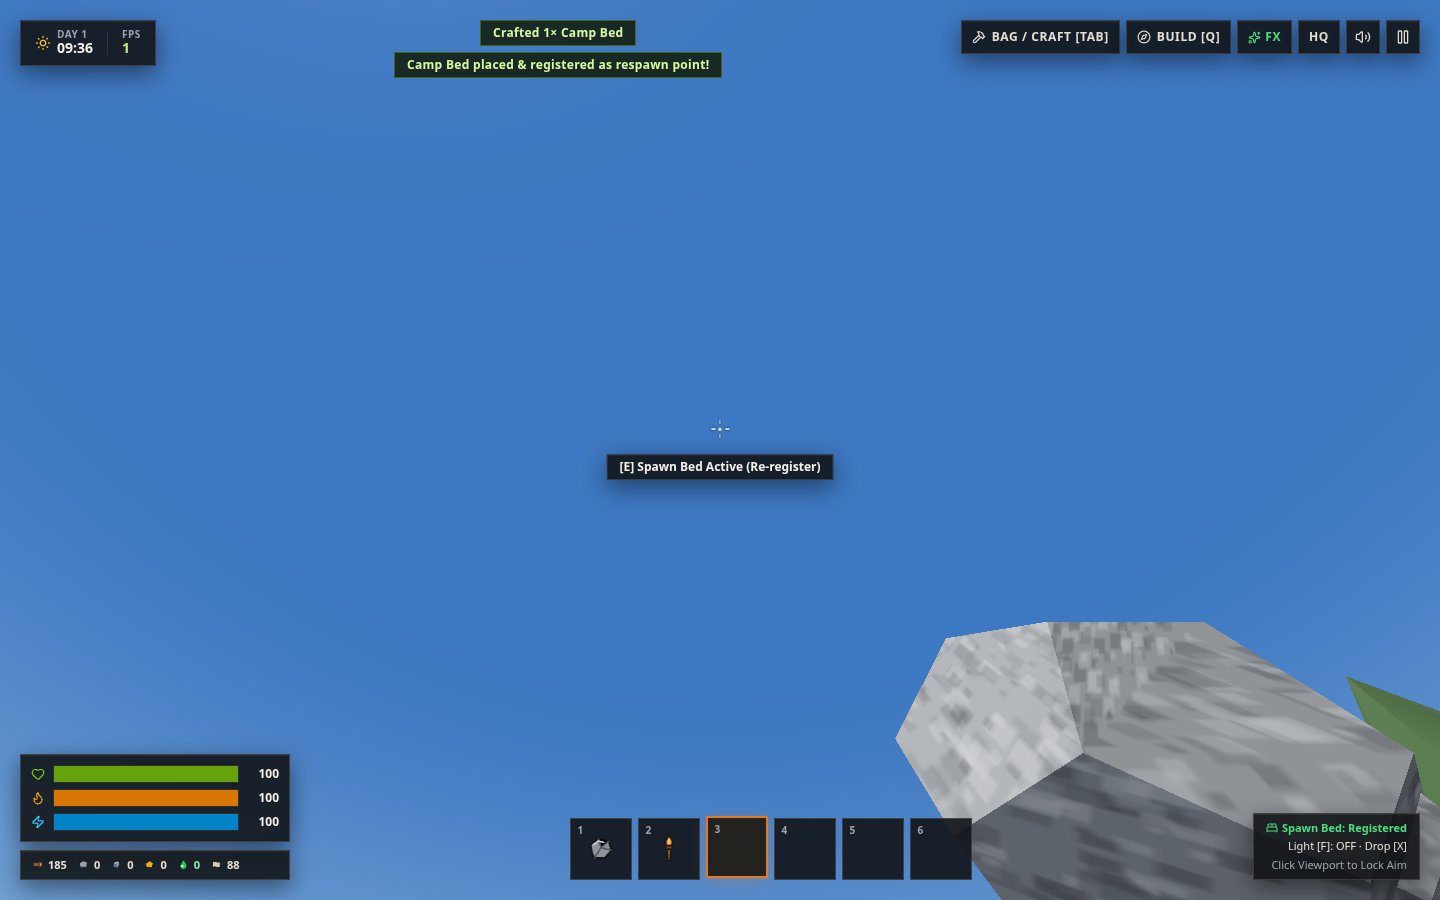 DAY 1
09:36
FPS
1
Crafted 1× Camp Bed
Camp Bed placed & registered as respawn point!
BAG / CRAFT [TAB]
BUILD [Q]
FX
HQ
[E] Spawn Bed Active (Re-register)
100
100
100
185 0 0 0 0 88
1 2 3 4 5 6
Spawn Bed: Registered
Light [F]: OFF · Drop [X]
Click Viewport to Lock Aim